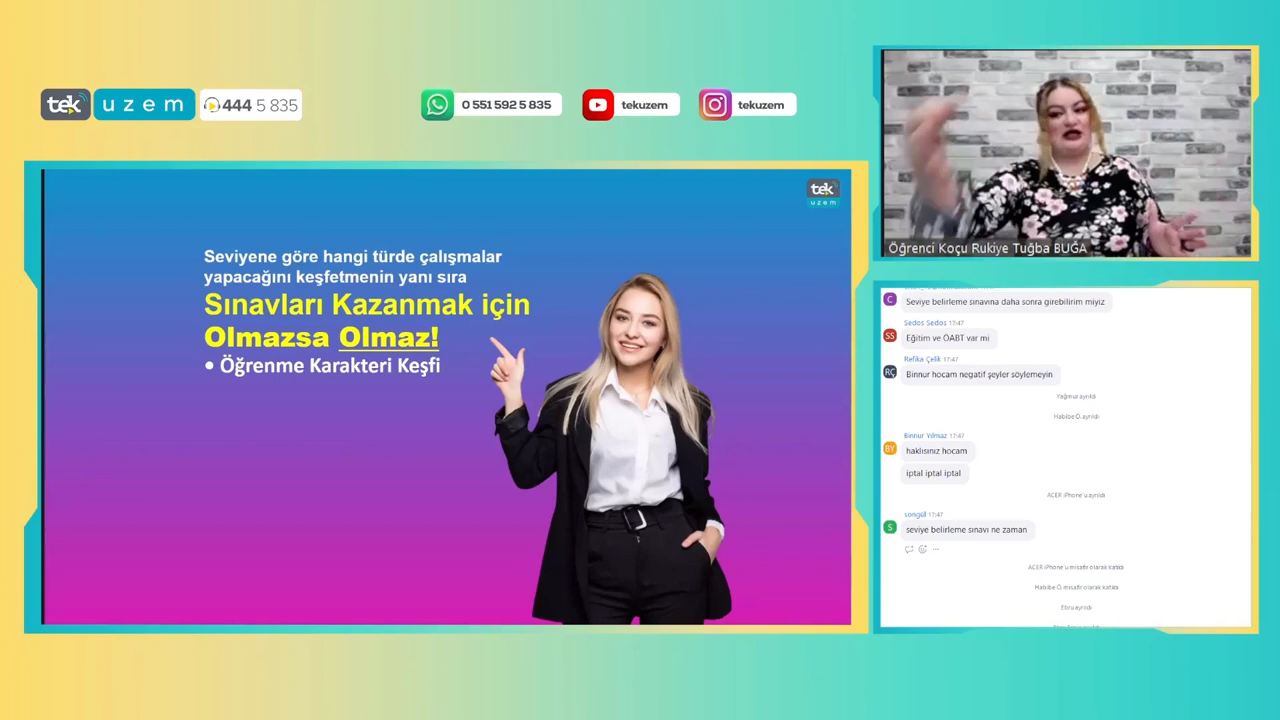 tek
uzem
444 5 835
0 551 592 5 835
tekuzem
tekuzem
tek
uzem
Seviyene göre hangi türde çalışmalar
yapacağını keşfetmenin yanı sıra
Sınavları Kazanmak için
Olmazsa Olmaz!
• Öğrenme Karakteri Keşfi
Öğrenci Koçu Rukiye Tuğba BUĞA
C
Seviye belirleme sınavına daha sonra girebilirim miyiz
Sedos Sedos 17:47
SS
Eğitim ve ÖABT var mi
Refika Çelik 17:47
RÇ
Binnur hocam negatif şeyler söylemeyin
Yağmur ayrıldı
Habibe Ö. ayrıldı
Binnur Yılmaz 17:47
BY
haklısınız hocam
iptal iptal iptal
ACER iPhone'u ayrıldı
songül 17:47
S
seviye belirleme sınavı ne zaman
ACER iPhone'u misafir olarak katıldı
Habibe Ö. misafir olarak katıldı
Ebru ayrıldı